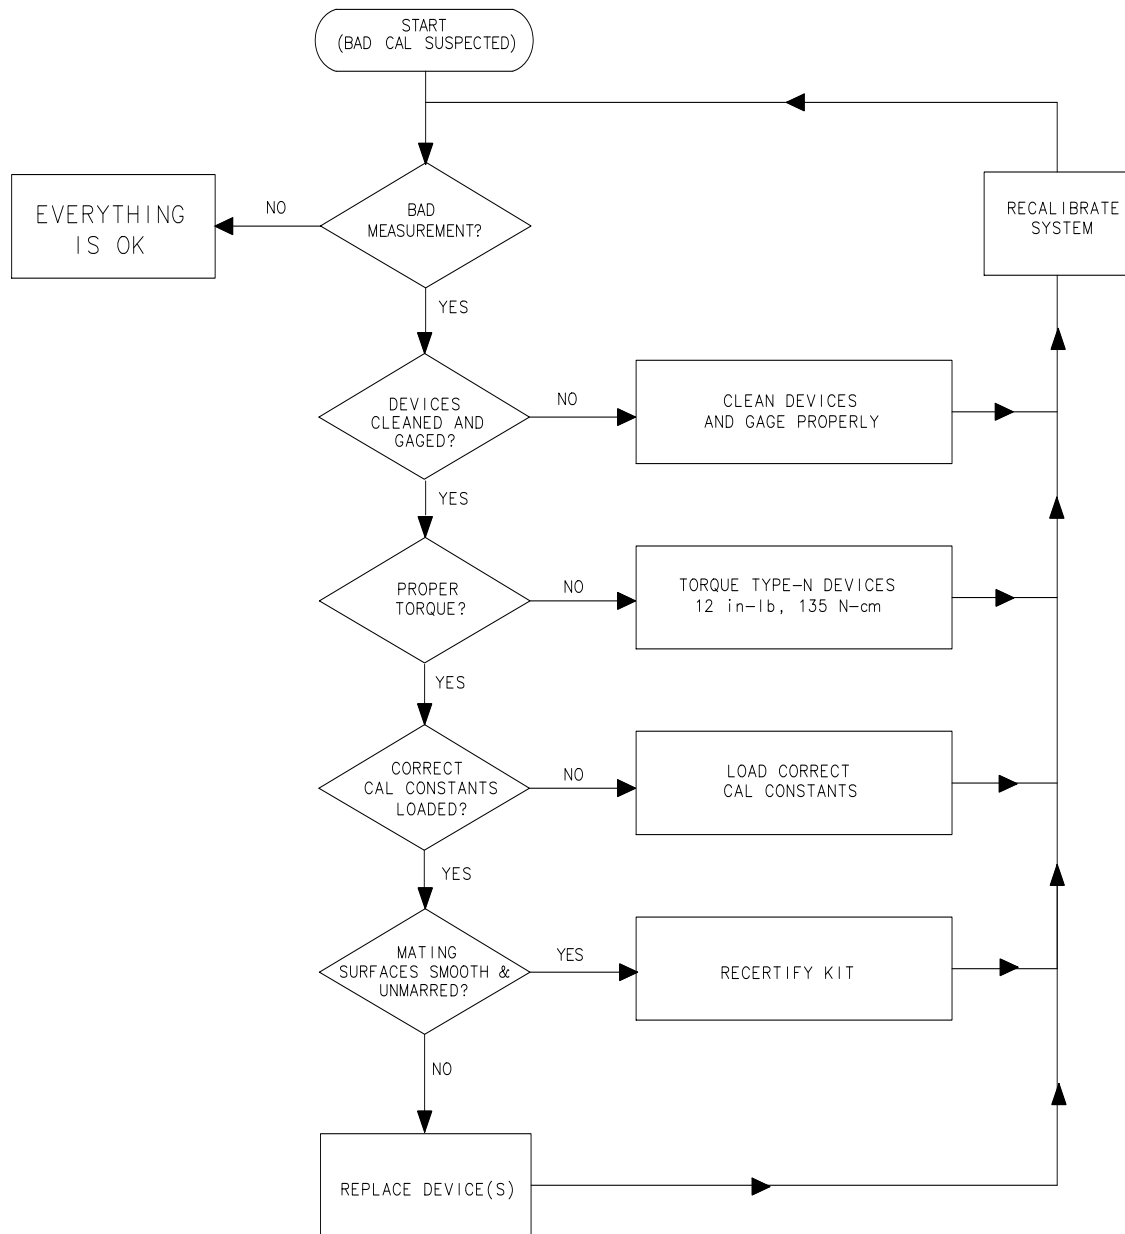 START
(BAD CAL SUSPECTED)
BAD
MEASUREMENT?
NO
EVERYTHING
IS OK
RECALIBRATE
SYSTEM
YES
DEVICES
CLEANED AND
GAGED?
NO
CLEAN DEVICES
AND GAGE PROPERLY
YES
PROPER
TORQUE?
NO
TORQUE TYPE-N DEVICES
12 in-lb, 135 N-cm
YES
CORRECT
CAL CONSTANTS
LOADED?
NO
LOAD CORRECT
CAL CONSTANTS
YES
MATING
SURFACES SMOOTH &
UNMARRED?
YES
RECERTIFY KIT
NO
REPLACE DEVICE(S)